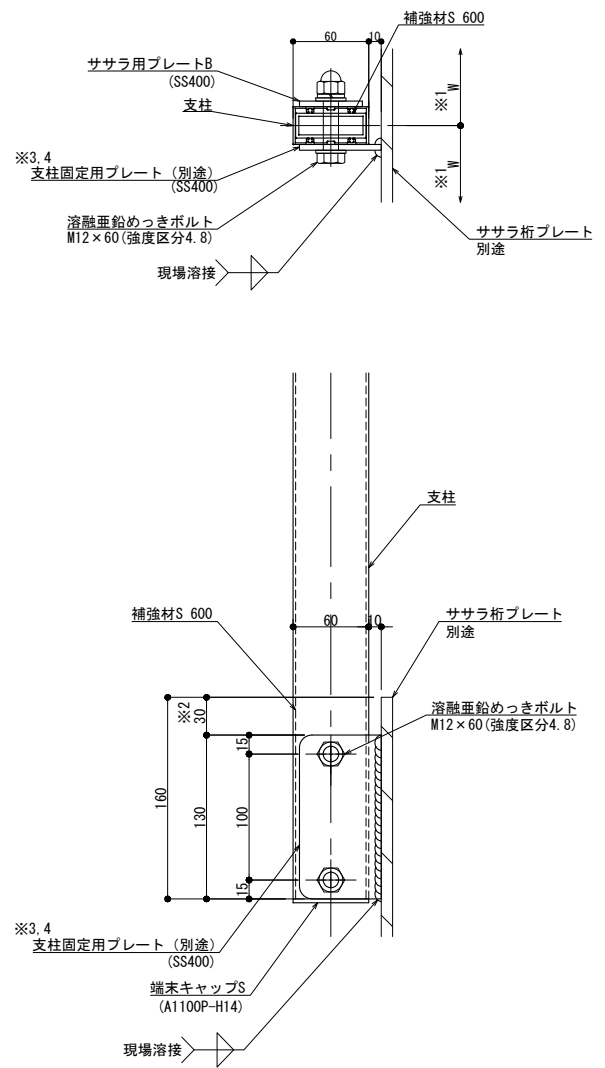 補強材S 600
60
10
ササラ用プレートB
(SS400)
支柱
※1
W
※3,4
支柱固定用プレート（別途）
(SS400)
※1
W
溶融亜鉛めっきボルト
M12×60(強度区分4.8)
ササラ桁プレート
別途
現場溶接
支柱
補強材S 600
60
10
ササラ桁プレート
別途
※2
30
溶融亜鉛めっきボルト
M12×60(強度区分4.8)
15
160
130
100
15
※3,4
支柱固定用プレート（別途）
(SS400)
端末キャップS
(A1100P-H14)
現場溶接